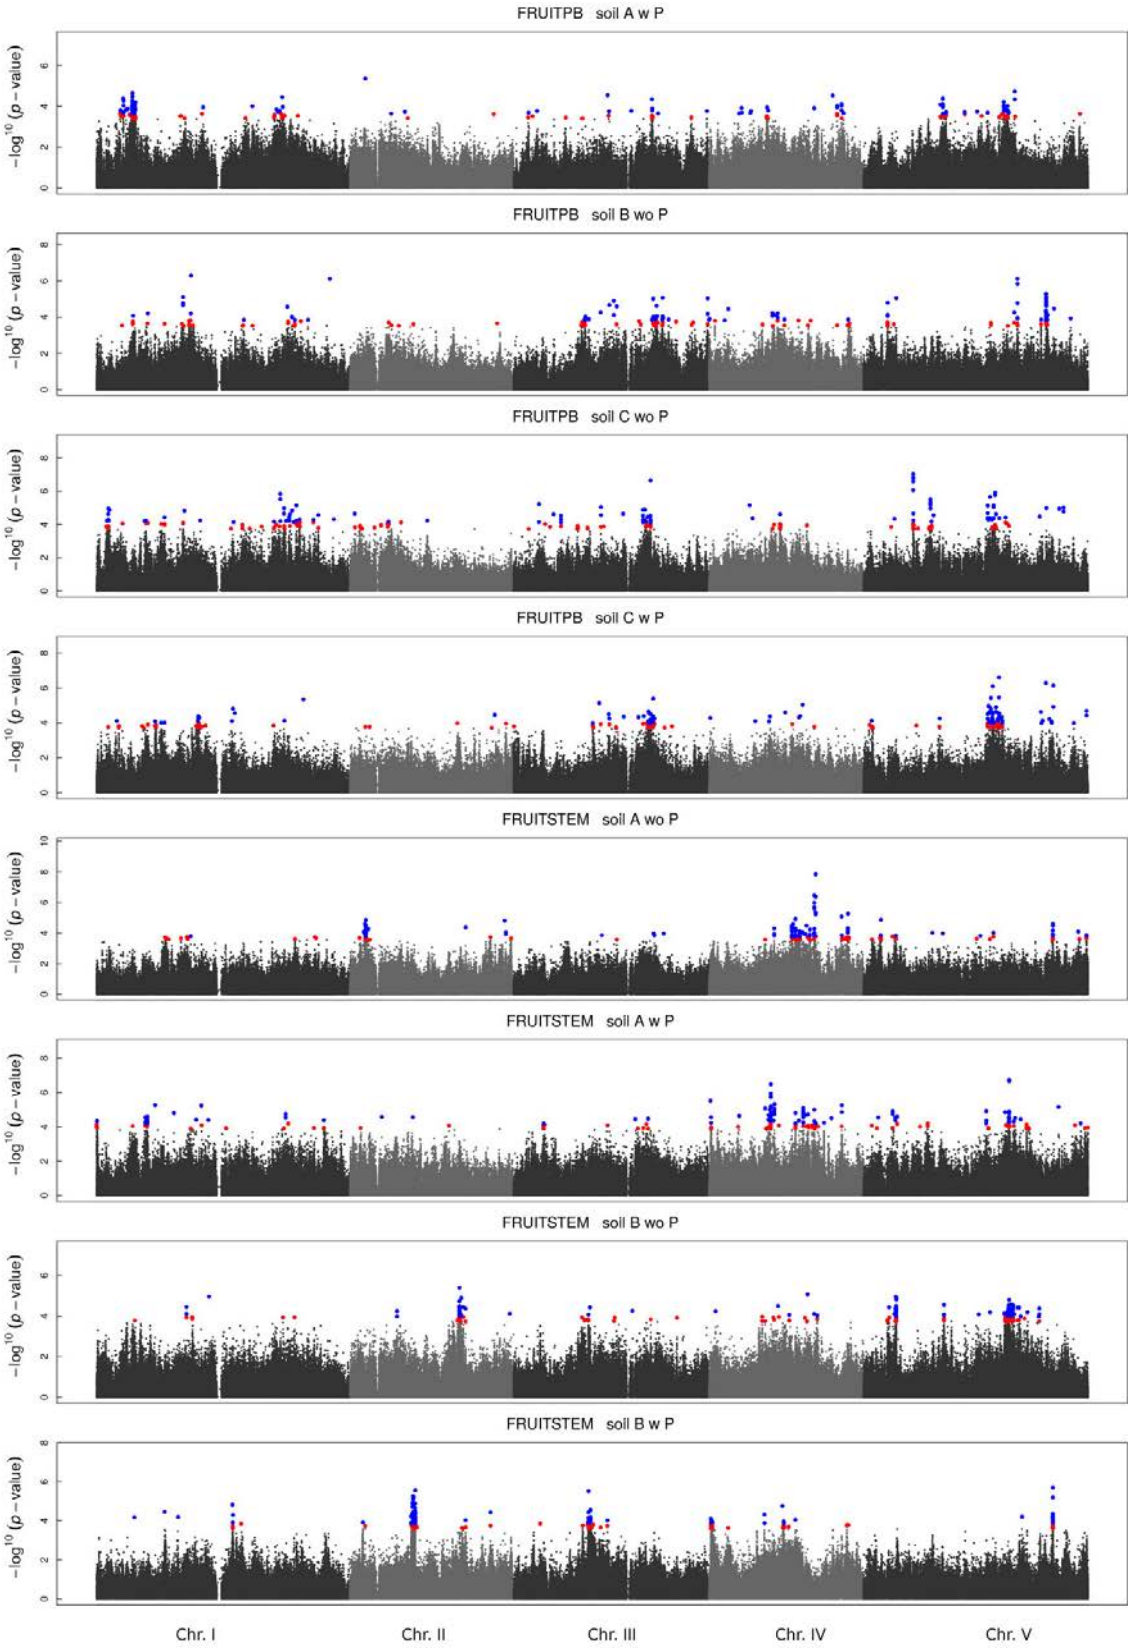 FRUITPB soil A w P
−log¹⁰ (p − value)
6
4
2
0
FRUITPB soil B wo P
−log¹⁰ (p − value)
8
6
4
2
0
FRUITPB soil C wo P
−log¹⁰ (p − value)
8
6
4
2
0
FRUITPB soil C w P
−log¹⁰ (p − value)
8
6
4
2
0
FRUITSTEM soil A wo P
−log¹⁰ (p − value)
10
8
6
4
2
0
FRUITSTEM soil A w P
−log¹⁰ (p − value)
8
6
4
2
0
FRUITSTEM soil B wo P
−log¹⁰ (p − value)
6
4
2
0
FRUITSTEM soil B w P
−log¹⁰ (p − value)
8
6
4
2
0
Chr. I Chr. II Chr. III Chr. IV Chr. V